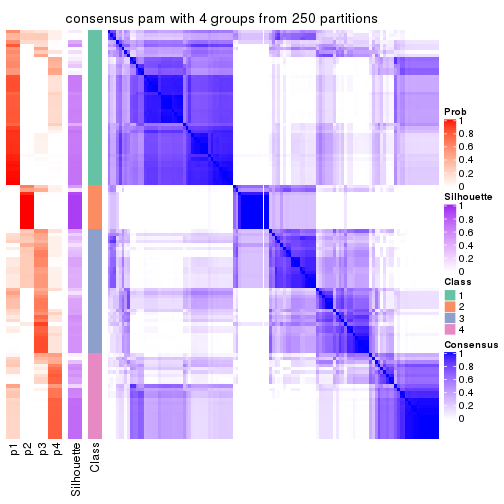 consensus pam with 4 groups from 250 partitions
Prob
1
0.8
0.6
0.4
0.2
0
Silhouette
1
0.8
0.6
0.4
0.2
0
Class
1
2
3
4
Consensus
1
0.8
0.6
0.4
0.2
0
p1
p2
p3
p4
Silhouette
Class